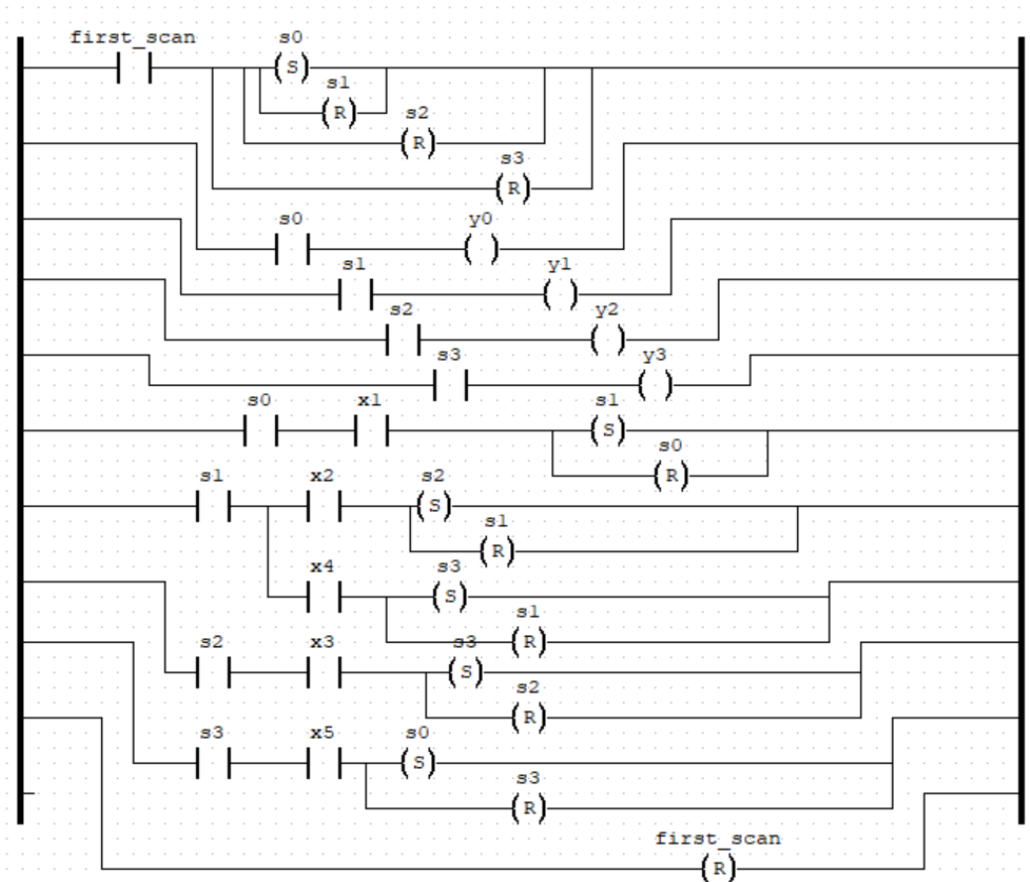 first_scan
s0
(S)
s1
(R)
s2
(R)
s3
(R)
s0 y0
( )
s1 y1
( )
s2 y2
( )
s3 y3
( )
s0 x1 s1
(S)
s0
(R)
s1 x2 s2
(S)
s1
(R)
x4 s3
(S)
s1
(R)
s2 x3 s3
(S)
s2
(R)
s3 x5 s0
(S)
s3
(R)
first_scan
(R)